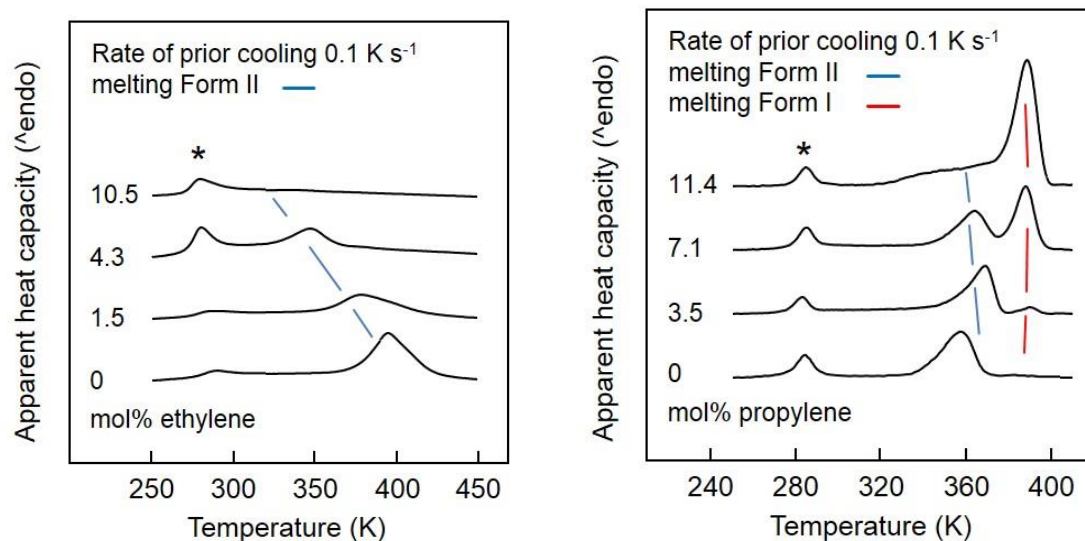 Apparent heat capacity (^endo)
Rate of prior cooling 0.1 K s-1
melting Form II
*
10.5
4.3
1.5
0
mol% ethylene
250 300 350 400 450
Temperature (K)
Apparent heat capacity (^endo)
Rate of prior cooling 0.1 K s-1
melting Form II
melting Form I
*
11.4
7.1
3.5
0
mol% propylene
240 280 320 360 400
Temperature (K)